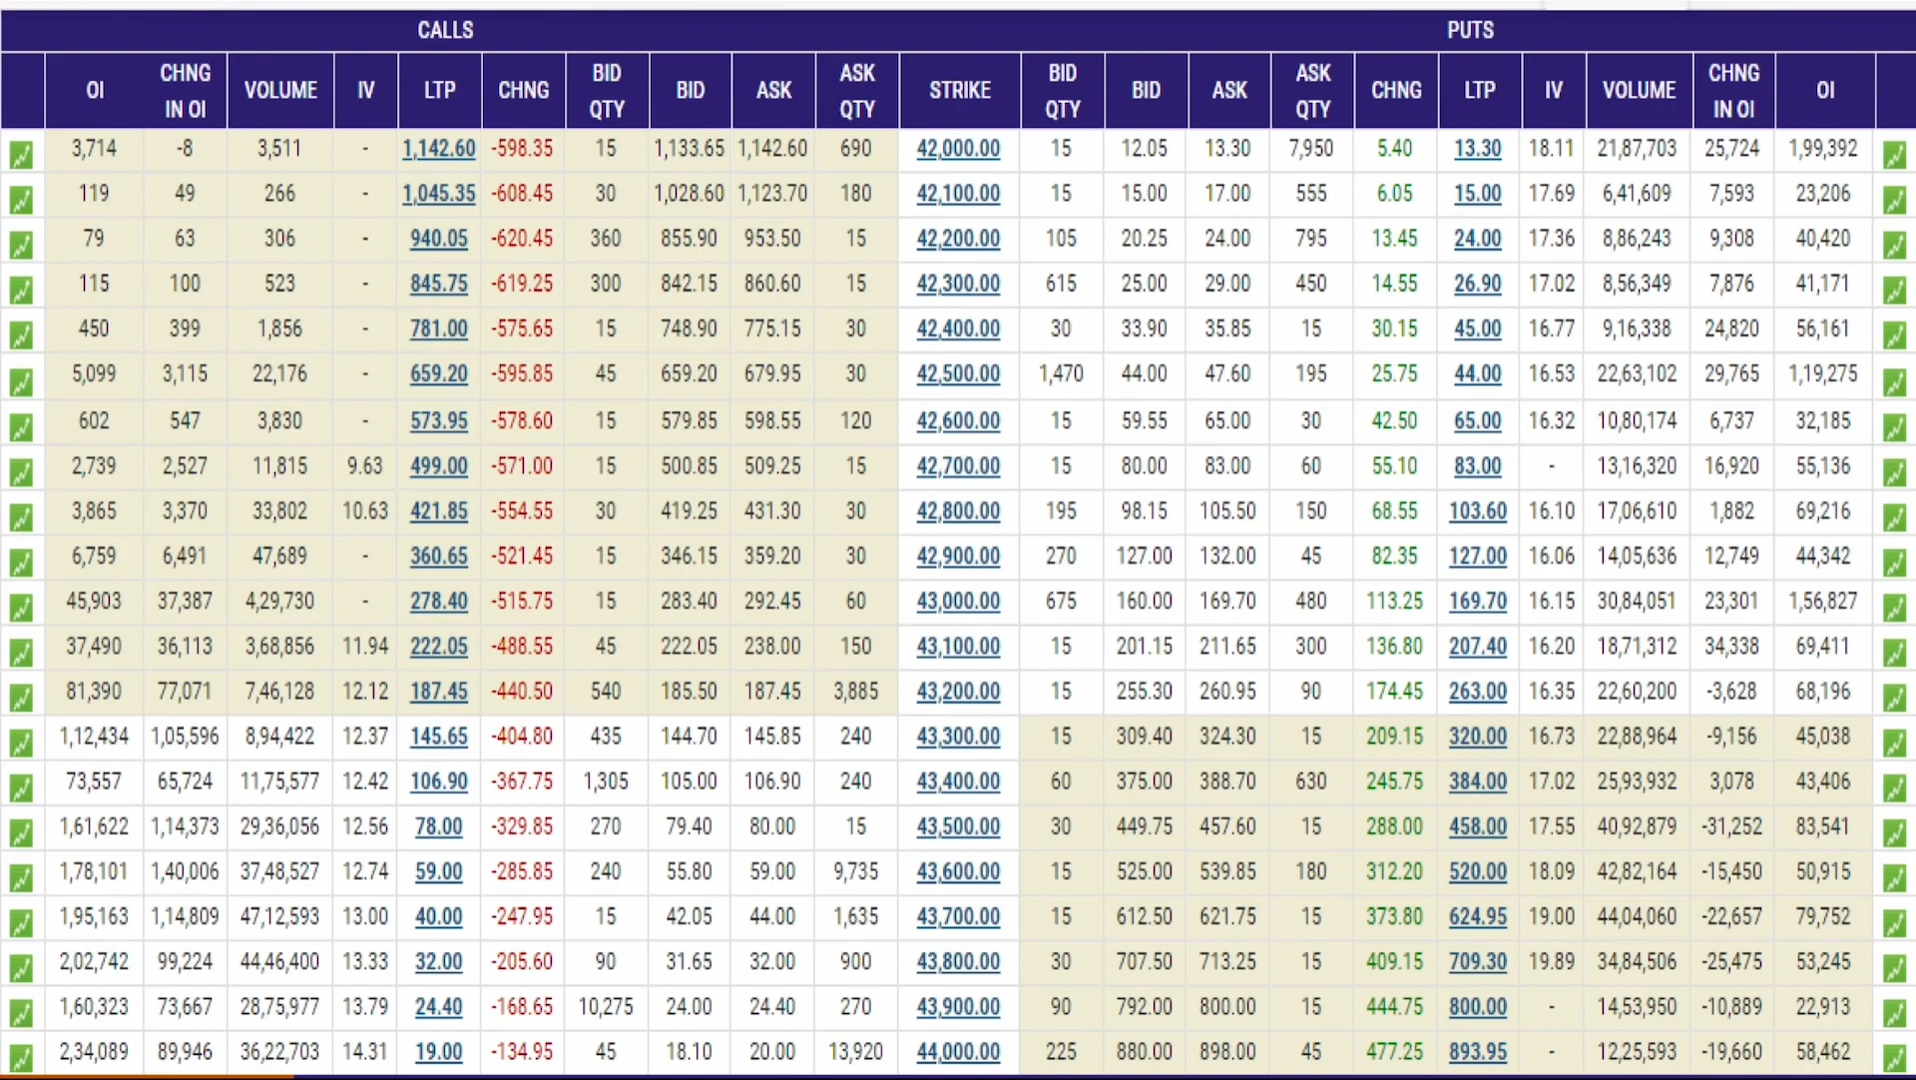 CALLS PUTS
OI CHNG IN OI VOLUME IV LTP CHNG BID QTY BID ASK ASK QTY STRIKE BID QTY BID ASK ASK QTY CHNG LTP IV VOLUME CHNG IN OI OI
3,714 -8 3,511 - 1,142.60 -598.35 15 1,133.65 1,142.60 690 42,000.00 15 12.05 13.30 7,950 5.40 13.30 18.11 21,87,703 25,724 1,99,392
119 49 266 - 1,045.35 -608.45 30 1,028.60 1,123.70 180 42,100.00 15 15.00 17.00 555 6.05 15.00 17.69 6,41,609 7,593 23,206
79 63 306 - 940.05 -620.45 360 855.90 953.50 15 42,200.00 105 20.25 24.00 795 13.45 24.00 17.36 8,86,243 9,308 40,420
115 100 523 - 845.75 -619.25 300 842.15 860.60 15 42,300.00 615 25.00 29.00 450 14.55 26.90 17.02 8,56,349 7,876 41,171
450 399 1,856 - 781.00 -575.65 15 748.90 775.15 30 42,400.00 30 33.90 35.85 15 30.15 45.00 16.77 9,16,338 24,820 56,161
5,099 3,115 22,176 - 659.20 -595.85 45 659.20 679.95 30 42,500.00 1,470 44.00 47.60 195 25.75 44.00 16.53 22,63,102 29,765 1,19,275
602 547 3,830 - 573.95 -578.60 15 579.85 598.55 120 42,600.00 15 59.55 65.00 30 42.50 65.00 16.32 10,80,174 6,737 32,185
2,739 2,527 11,815 9.63 499.00 -571.00 15 500.85 509.25 15 42,700.00 15 80.00 83.00 60 55.10 83.00 - 13,16,320 16,920 55,136
3,865 3,370 33,802 10.63 421.85 -554.55 30 419.25 431.30 30 42,800.00 195 98.15 105.50 150 68.55 103.60 16.10 17,06,610 1,882 69,216
6,759 6,491 47,689 - 360.65 -521.45 15 346.15 359.20 30 42,900.00 270 127.00 132.00 45 82.35 127.00 16.06 14,05,636 12,749 44,342
45,903 37,387 4,29,730 - 278.40 -515.75 15 283.40 292.45 60 43,000.00 675 160.00 169.70 480 113.25 169.70 16.15 30,84,051 23,301 1,56,827
37,490 36,113 3,68,856 11.94 222.05 -488.55 45 222.05 238.00 150 43,100.00 15 201.15 211.65 300 136.80 207.40 16.20 18,71,312 34,338 69,411
81,390 77,071 7,46,128 12.12 187.45 -440.50 540 185.50 187.45 3,885 43,200.00 15 255.30 260.95 90 174.45 263.00 16.35 22,60,200 -3,628 68,196
1,12,434 1,05,596 8,94,422 12.37 145.65 -404.80 435 144.70 145.85 240 43,300.00 15 309.40 324.30 15 209.15 320.00 16.73 22,88,964 -9,156 45,038
73,557 65,724 11,75,577 12.42 106.90 -367.75 1,305 105.00 106.90 240 43,400.00 60 375.00 388.70 630 245.75 384.00 17.02 25,93,932 3,078 43,406
1,61,622 1,14,373 29,36,056 12.56 78.00 -329.85 270 79.40 80.00 15 43,500.00 30 449.75 457.60 15 288.00 458.00 17.55 40,92,879 -31,252 83,541
1,78,101 1,40,006 37,48,527 12.74 59.00 -285.85 240 55.80 59.00 9,735 43,600.00 15 525.00 539.85 180 312.20 520.00 18.09 42,82,164 -15,450 50,915
1,95,163 1,14,809 47,12,593 13.00 40.00 -247.95 15 42.05 44.00 1,635 43,700.00 15 612.50 621.75 15 373.80 624.95 19.00 44,04,060 -22,657 79,752
2,02,742 99,224 44,46,400 13.33 32.00 -205.60 90 31.65 32.00 900 43,800.00 30 707.50 713.25 15 409.15 709.30 19.89 34,84,506 -25,475 53,245
1,60,323 73,667 28,75,977 13.79 24.40 -168.65 10,275 24.00 24.40 270 43,900.00 90 792.00 800.00 15 444.75 800.00 - 14,53,950 -10,889 22,913
2,34,089 89,946 36,22,703 14.31 19.00 -134.95 45 18.10 20.00 13,920 44,000.00 225 880.00 898.00 45 477.25 893.95 - 12,25,593 -19,660 58,462